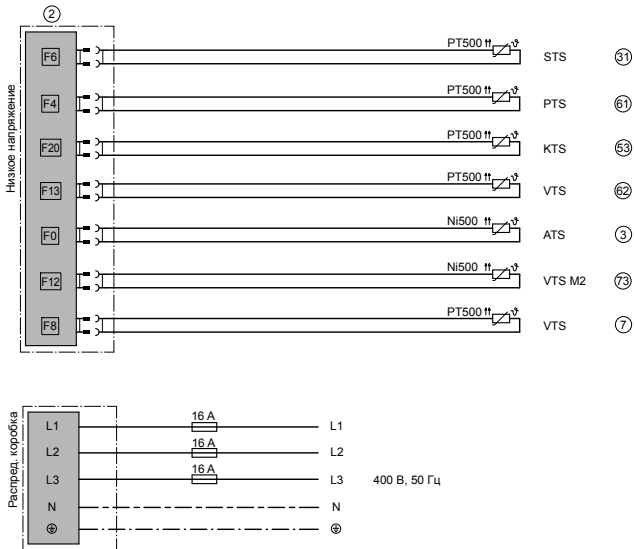 2
Низкое напряжение
F6 PT500 ϑ STS 31
F4 PT500 ϑ PTS 61
F20 PT500 ϑ KTS 53
F13 PT500 ϑ VTS 62
F0 Ni500 ϑ ATS 3
F12 Ni500 ϑ VTS M2 73
F8 PT500 ϑ VTS 7
Распред. коробка
L1 16 A L1
L2 16 A L2
L3 16 A L3 400 В, 50 Гц
N N